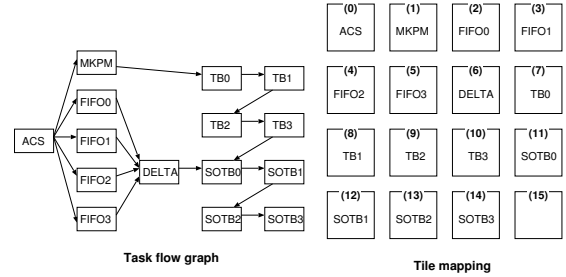 MKPM
TB0
TB1
FIFO0
TB2
TB3
ACS
FIFO1
DELTA
SOTB0
SOTB1
FIFO2
FIFO3
SOTB2
SOTB3
Task flow graph
(0)
(1)
(2)
(3)
ACS
MKPM
FIFO0
FIFO1
(4)
(5)
(6)
(7)
FIFO2
FIFO3
DELTA
TB0
(8)
(9)
(10)
(11)
TB1
TB2
TB3
SOTB0
(12)
(13)
(14)
(15)
SOTB1
SOTB2
SOTB3
Tile mapping